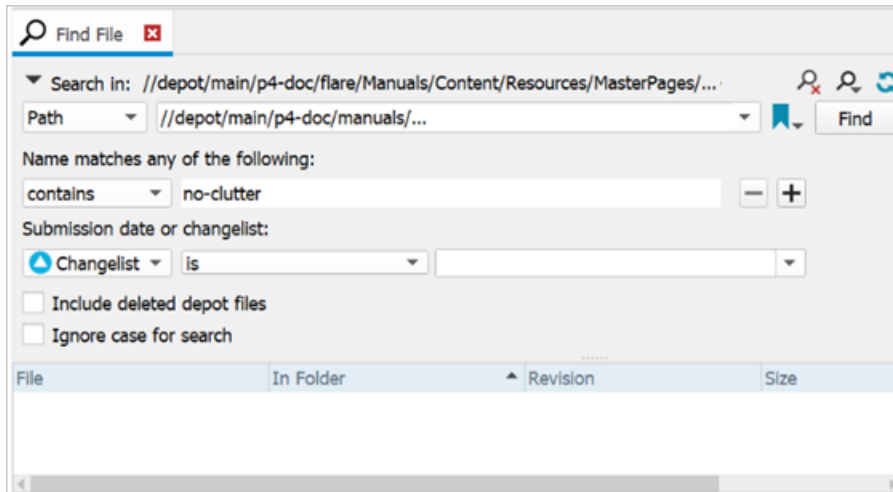 Find File
Search in: //depot/main/p4-doc/flare/Manuals/Content/Resources/MasterPages/...
Path //depot/main/p4-doc/manuals/... Find
Name matches any of the following:
contains no-clutter
Submission date or changelist:
Changelist is
Include deleted depot files
Ignore case for search
File In Folder Revision Size